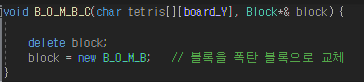 void B_O_M_B_C(char tetris[][board_Y], Block*& block) {
delete block;
block = new B_O_M_B;    // 블록을 폭탄 블록으로 교체
}